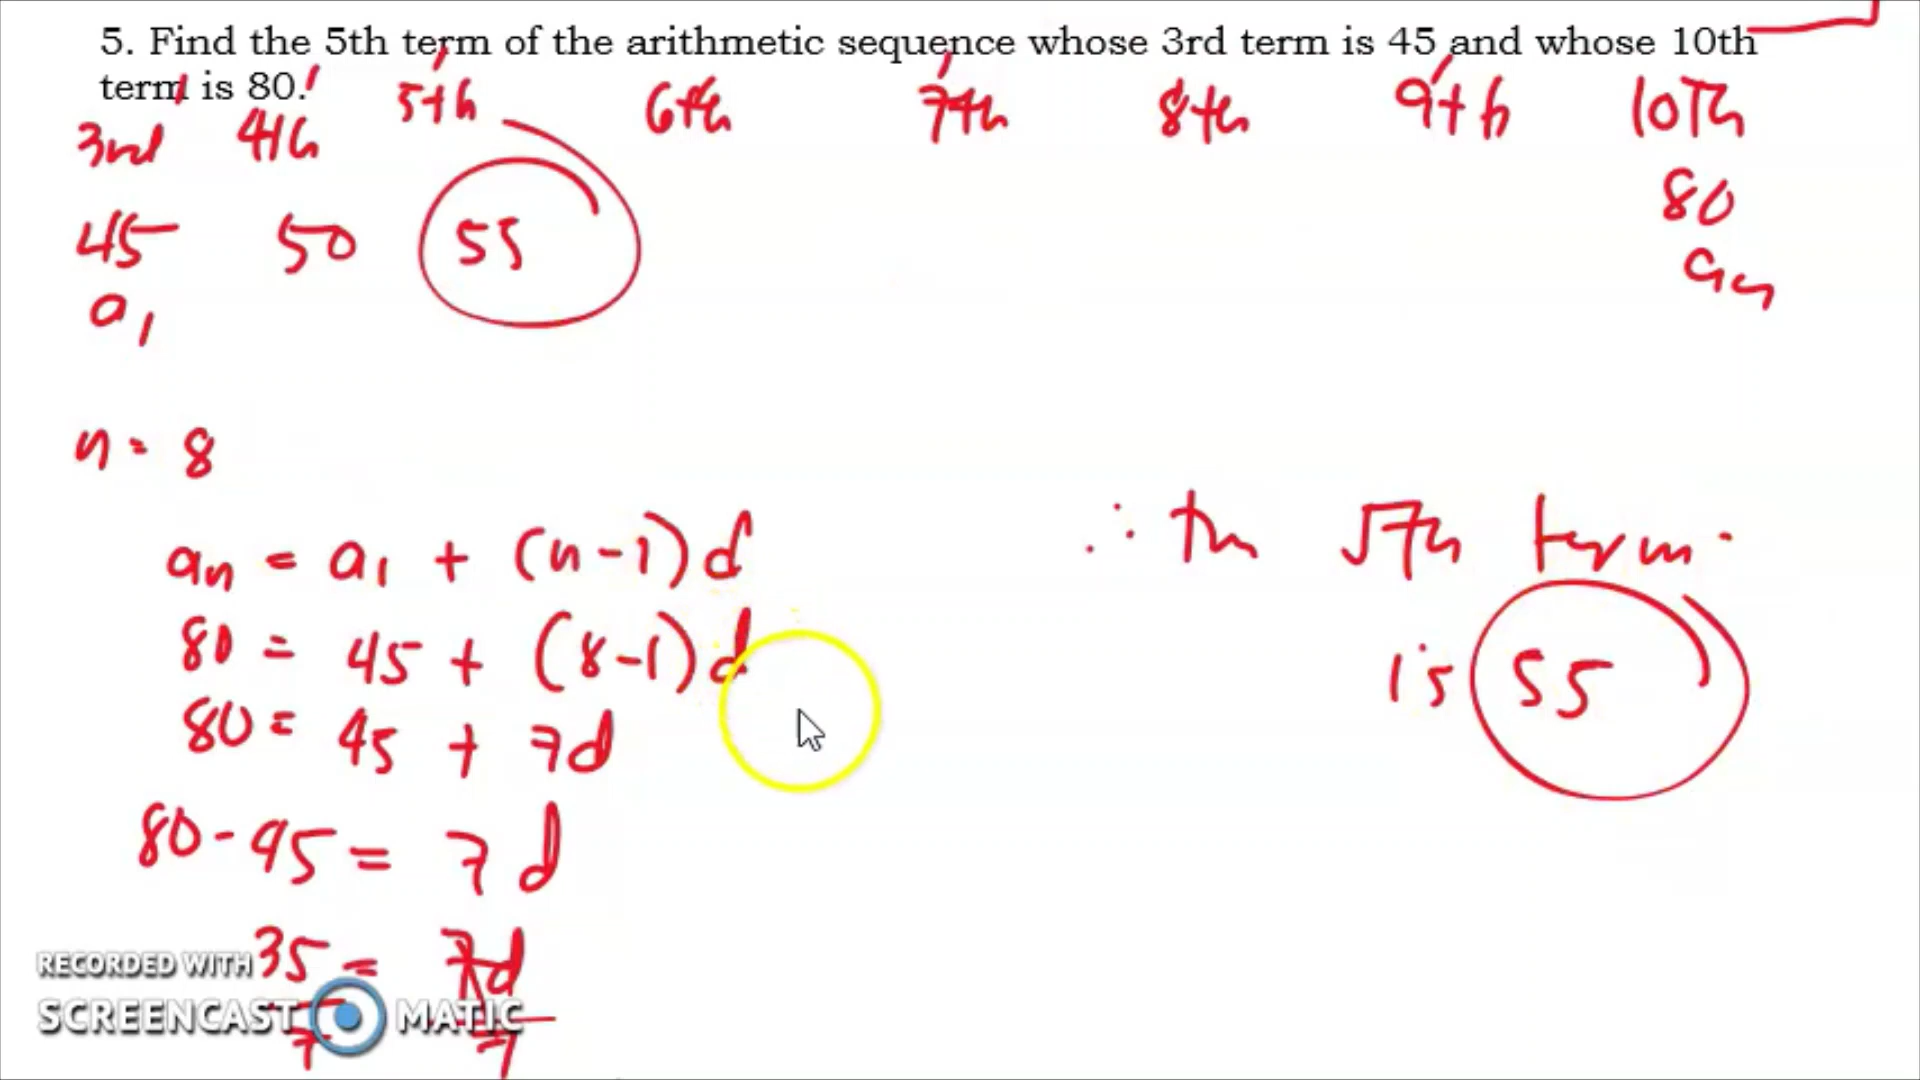 5. Find the 5th term of the arithmetic sequence whose 3rd term is 45 and whose 10th
term is 80.
3rd 4th 5th 6th 7th 8th 9th 10Th
45 50 55 80
a1 an
n = 8
an = a1 + (n-1)d
80 = 45 + (8-1)d
80 = 45 + 7d
80-45 = 7d
35 = 7d
7 7
∴ the 5th term
is 55
RECORDED WITH
SCREENCAST MATIC